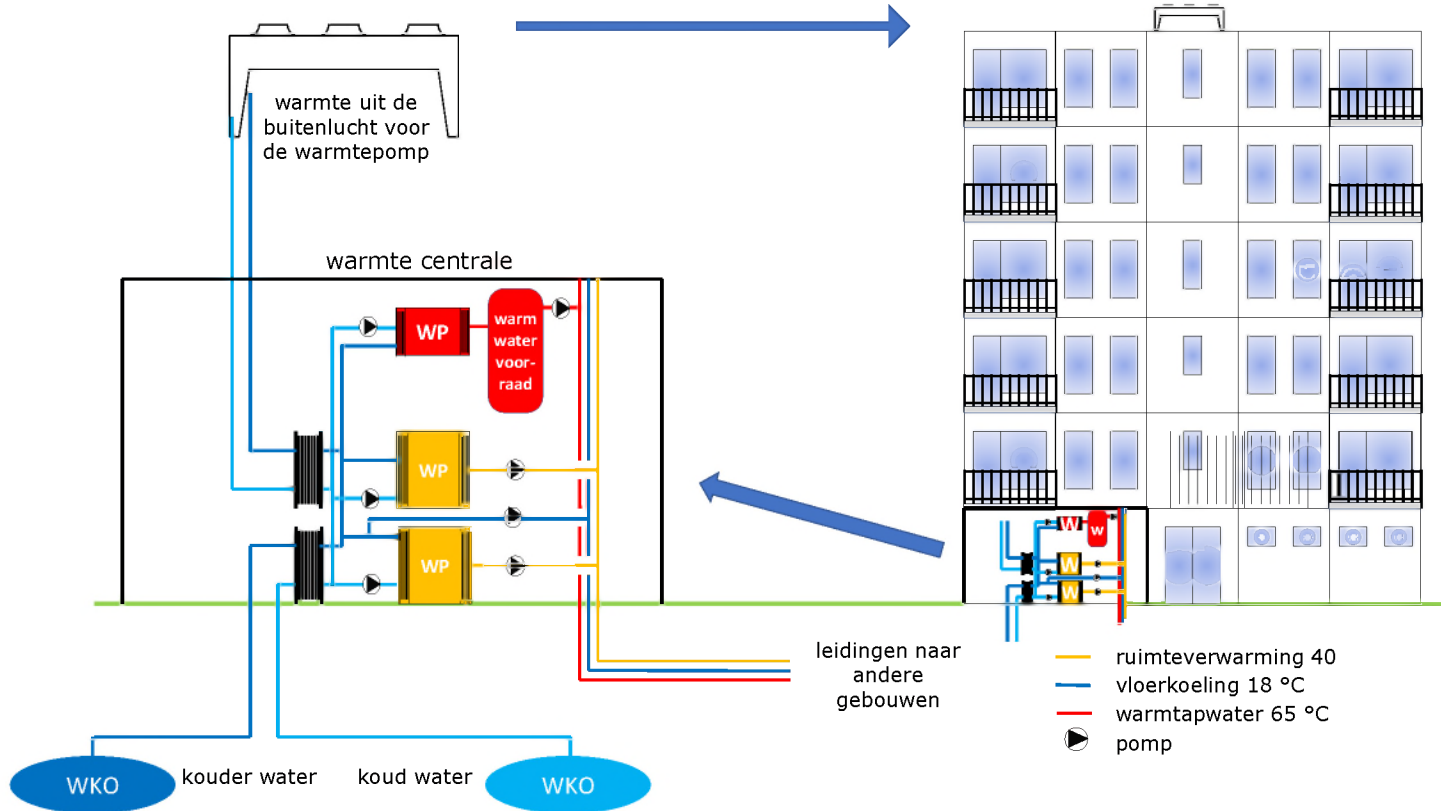 warmte uit de
buitenlucht voor
de warmtepomp
warmte centrale
WP
warm
water
voor-
raad
WP
WP
W
w
W
W
leidingen naar
andere
gebouwen
ruimteverwarming 40
vloerkoeling 18 °C
warmtapwater 65 °C
pomp
WKO
kouder water
koud water
WKO